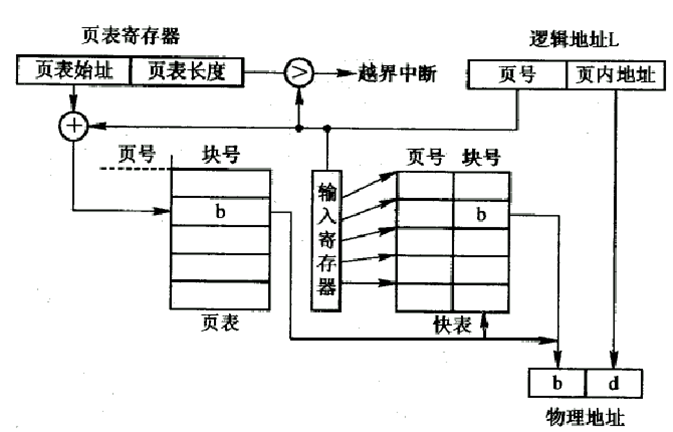 页表寄存器
逻辑地址L
页表始址 页表长度
>
越界中断
页号 页内地址
+
页号 块号
页号 块号
输入寄存器
b
b
页表
快表
b d
物理地址